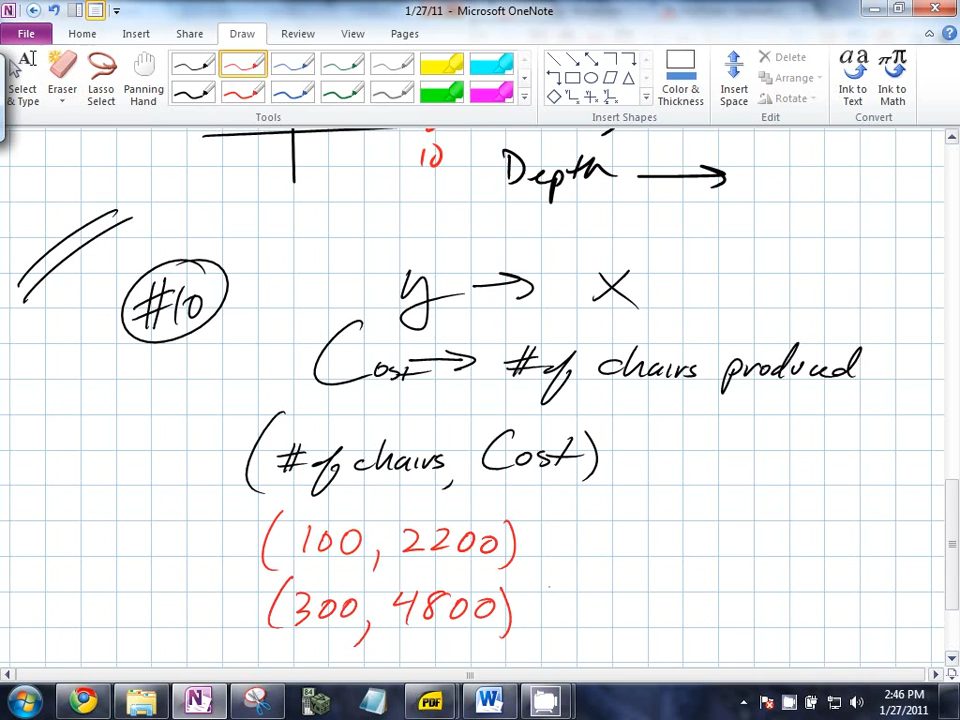 1/27/11 - Microsoft OneNote
File Home Insert Share Draw Review View Pages
Select & Type
Eraser
Lasso Select
Panning Hand
Color & Thickness
Insert Space
Delete
Arrange
Rotate
Ink to Text
Ink to Math
Tools Insert Shapes Edit Convert
10
Depth →
#10 y → x
Cost → # of chairs produced
(# of chairs, Cost)
(100, 2200)
(300, 4800)
PDF
2:46 PM
1/27/2011